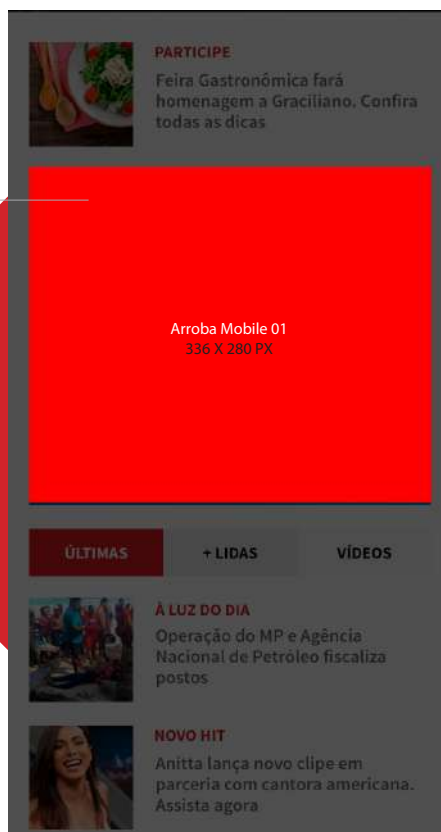 PARTICIPE
Feira Gastronômica fará
homenagem a Graciliano. Confira
todas as dicas
Arroba Mobile 01
336 X 280 PX
ÚLTIMAS
+ LIDAS
VÍDEOS
À LUZ DO DIA
Operação do MP e Agência
Nacional de Petróleo fiscaliza
postos
NOVO HIT
Anitta lança novo clipe em
parceria com cantora americana.
Assista agora